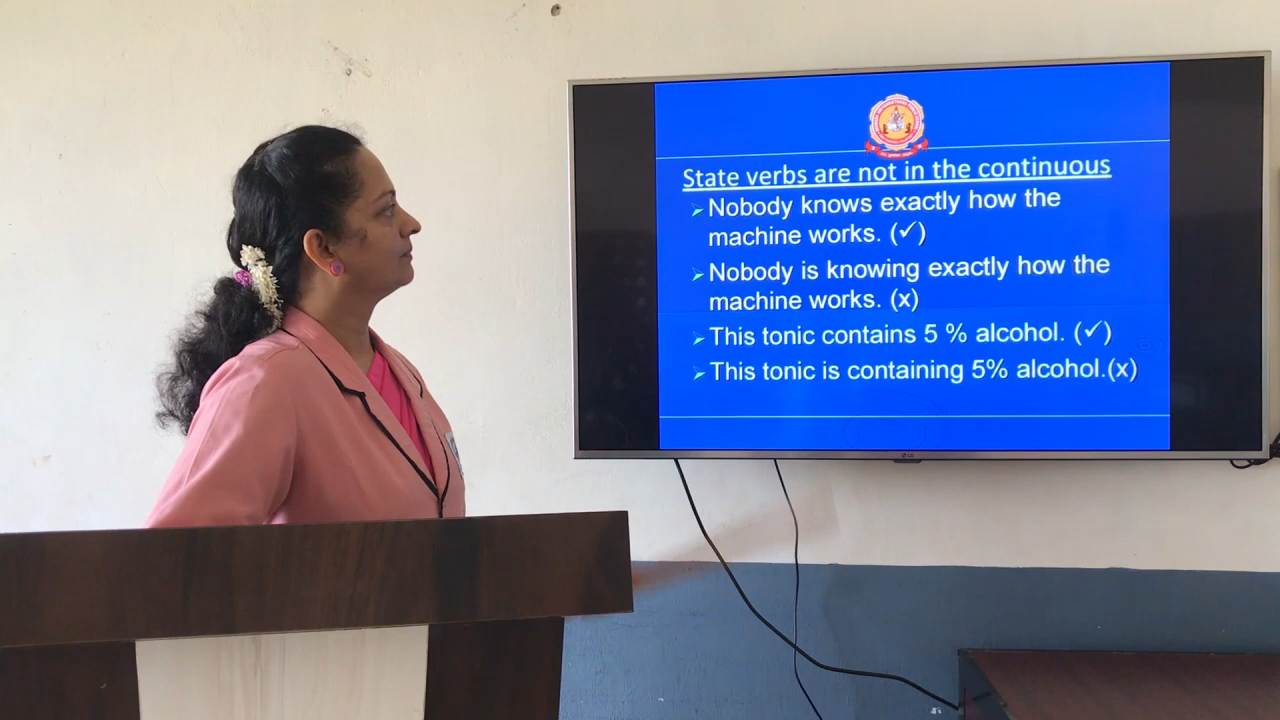 State verbs are not in the continuous
➢ Nobody knows exactly how the
machine works. (✓)
➢ Nobody is knowing exactly how the
machine works. (x)
➢ This tonic contains 5 % alcohol. (✓)
➢ This tonic is containing 5% alcohol.(x)
LG